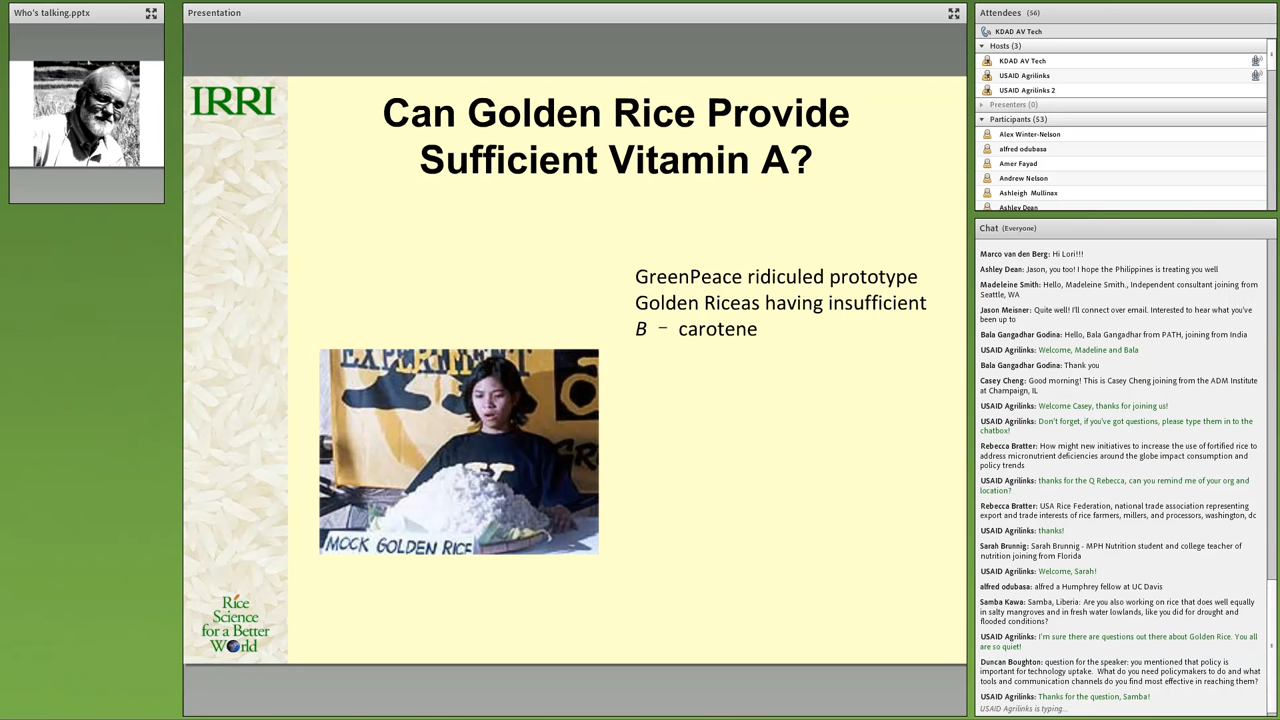 Who's talking.pptx
Presentation
IRRI
Can Golden Rice Provide
Sufficient Vitamin A?
GreenPeace ridiculed prototype
Golden Riceas having insufficient
B – carotene
MOCK GOLDEN RICE
Rice
Science
for a Better
World
Attendees (56)
KDAD AV Tech
Hosts (3)
KDAD AV Tech
USAID Agrilinks
USAID Agrilinks 2
Presenters (0)
Participants (53)
Alex Winter-Nelson
alfred odubasa
Amer Fayad
Andrew Nelson
Ashleigh Mullinax
Ashley Dean
Chat (Everyone)
Marco van den Berg: Hi Lori!!!
Ashley Dean: Jason, you too! I hope the Philippines is treating you well
Madeleine Smith: Hello, Madeleine Smith., Independent consultant joining from
Seattle, WA
Jason Meisner: Quite well! I'll connect over email. Interested to hear what you've
been up to
Bala Gangadhar Godina: Hello, Bala Gangadhar from PATH, joining from India
USAID Agrilinks: Welcome, Madeline and Bala
Bala Gangadhar Godina: Thank you
Casey Cheng: Good morning! This is Casey Cheng joining from the ADM Institute
at Champaign, IL
USAID Agrilinks: Welcome Casey, thanks for joining us!
USAID Agrilinks: Don't forget, if you've got questions, please type them in to the
chatbox!
Rebecca Bratter: How might new initiatives to increase the use of fortified rice to
address micronutrient deficiencies around the globe impact consumption and
policy trends
USAID Agrilinks: thanks for the Q Rebecca, can you remind me of your org and
location?
Rebecca Bratter: USA Rice Federation, national trade association representing
export and trade interests of rice farmers, millers, and processors, washington, dc
USAID Agrilinks: thanks!
Sarah Brunnig: Sarah Brunnig - MPH Nutrition student and college teacher of
nutrition joining from Florida
USAID Agrilinks: Welcome, Sarah!
alfred odubasa: alfred a Humphrey fellow at UC Davis
Samba Kawa: Samba, Liberia: Are you also working on rice that does well equally
in salty mangroves and in fresh water lowlands, like you did for drought and
flooded conditions?
USAID Agrilinks: I'm sure there are questions out there about Golden Rice. You all
are so quiet!
Duncan Boughton: question for the speaker: you mentioned that policy is
important for technology uptake. What do you need policymakers to do and what
tools and communication channels do you find most effective in reaching them?
USAID Agrilinks: Thanks for the question, Samba!
USAID Agrilinks is typing...